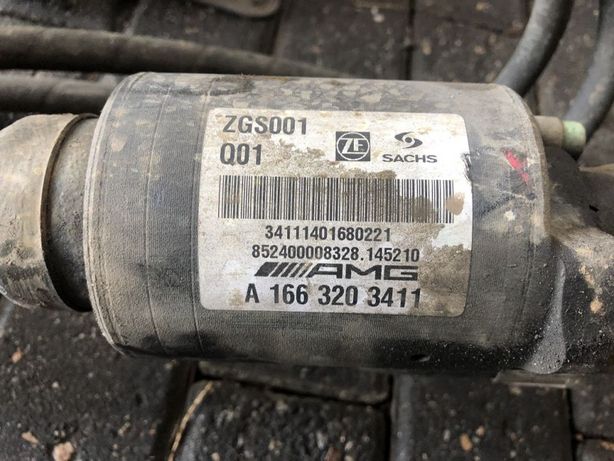 ZGS001
Q01
ZF SACHS
34111401680221
852400008328.145210
AMG
A 166 320 3411